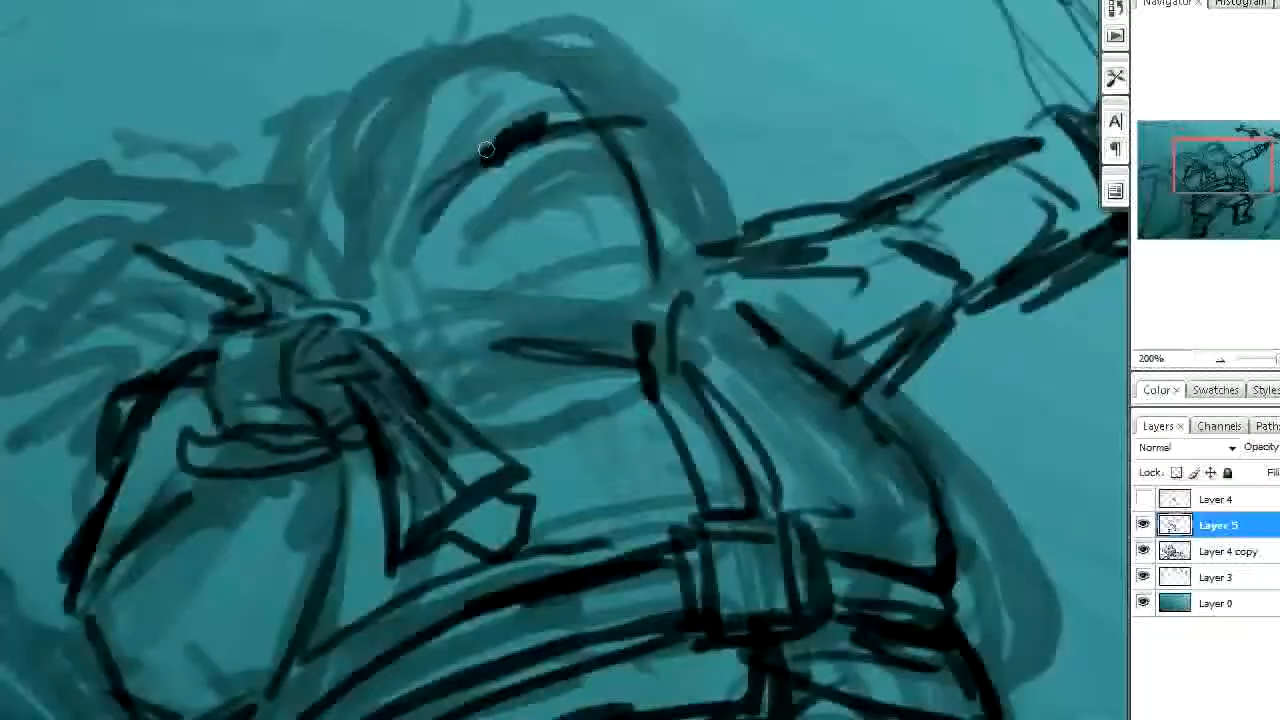 Navigator × Histogram
A|
¶
200%
Color × Swatches Styles
Layers × Channels Paths
Normal Opacity
Lock: Fill
Layer 4
Layer 5
Layer 4 copy
Layer 3
Layer 0